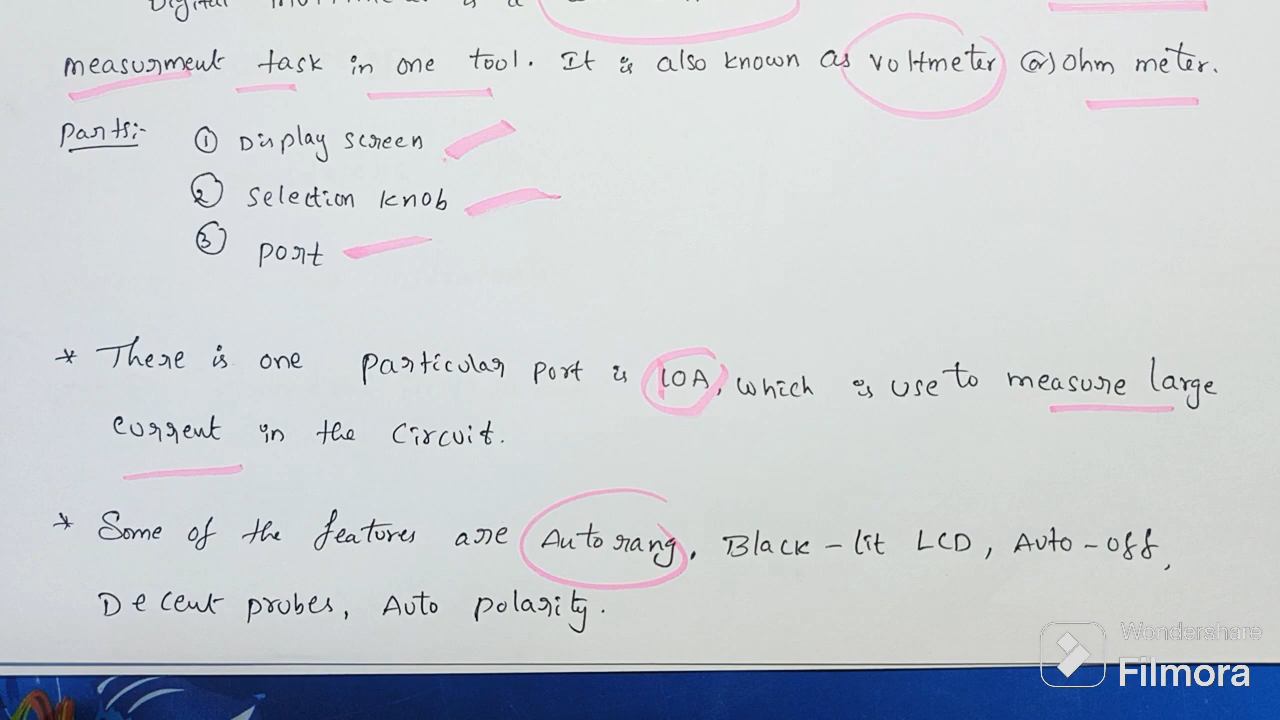 Digital is a
measurment task in one tool. It is also known as voltmeter (or) ohm meter.
Parts:-
① Display screen
② Selection knob
③ port
* There is one particular port is 10A, which is use to measure large
current in the circuit.
* Some of the features are Auto rang, Black-lit LCD, Auto-off,
Decent probes, Auto polarity.
Wondershare
Filmora